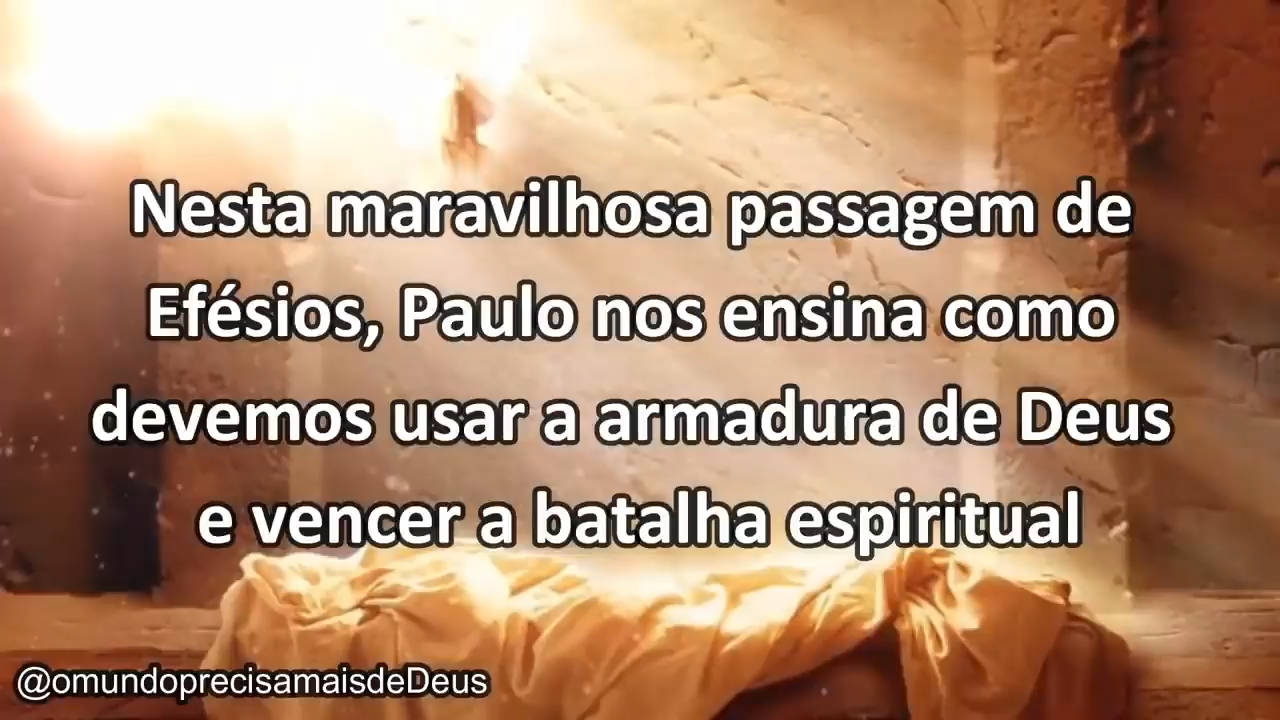 Nesta maravilhosa passagem de
Efésios, Paulo nos ensina como
devemos usar a armadura de Deus
e vencer a batalha espiritual
@omundoprecisamaisdeDeus